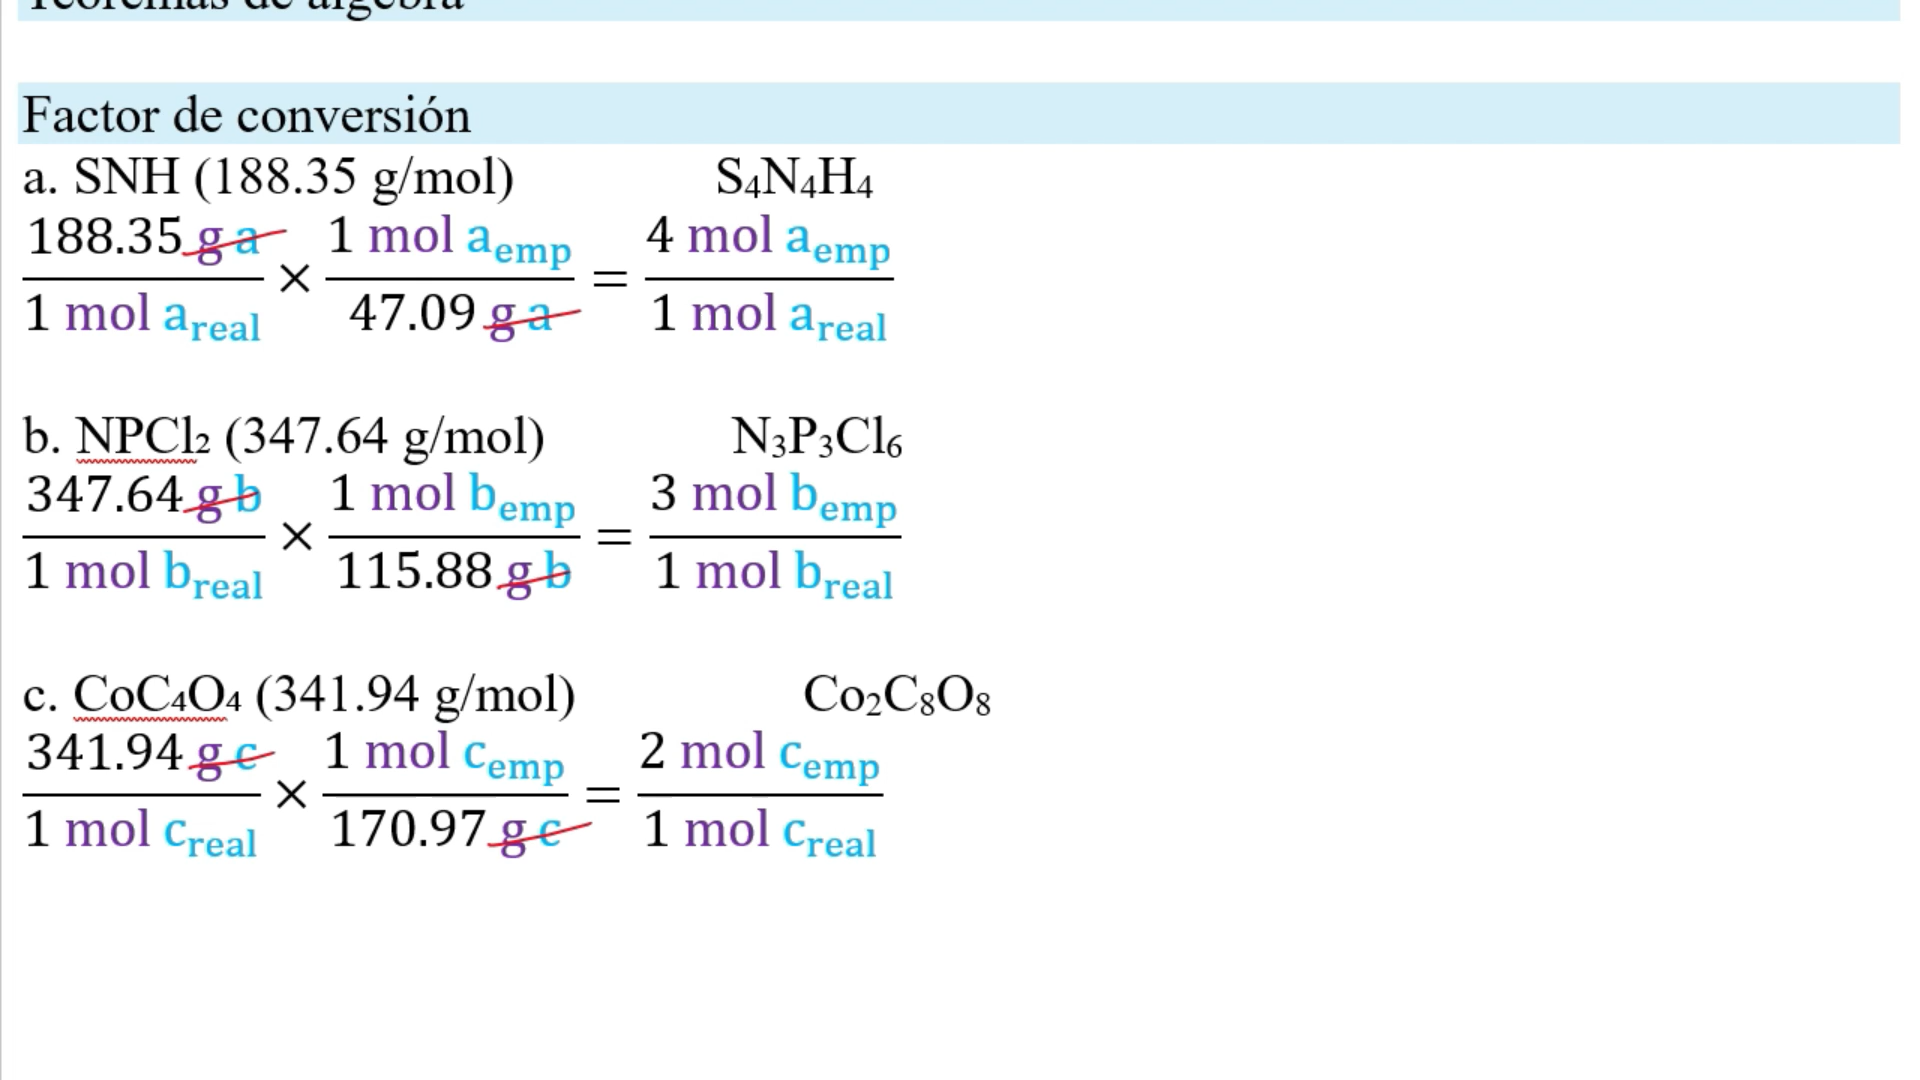 Teoremas de álgebra
Factor de conversión
a. SNH (188.35 g/mol) S₄N₄H₄
188.35 g a / 1 mol a_real × 1 mol a_emp / 47.09 g a = 4 mol a_emp / 1 mol a_real
b. NPCl₂ (347.64 g/mol) N₃P₃Cl₆
347.64 g b / 1 mol b_real × 1 mol b_emp / 115.88 g b = 3 mol b_emp / 1 mol b_real
c. CoC₄O₄ (341.94 g/mol) Co₂C₈O₈
341.94 g c / 1 mol c_real × 1 mol c_emp / 170.97 g c = 2 mol c_emp / 1 mol c_real